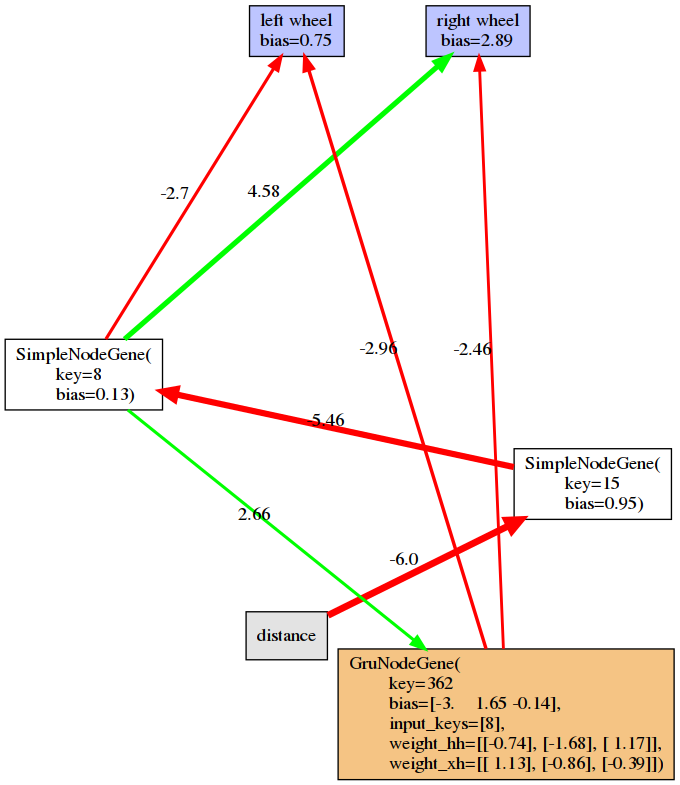 left wheel
bias=0.75
right wheel
bias=2.89
-2.7
4.58
-2.96
-2.46
SimpleNodeGene(
key=8
bias=0.13)
-5.46
SimpleNodeGene(
key=15
bias=0.95)
2.66
-6.0
distance
GruNodeGene(
key=362
bias=[-3. 1.65 -0.14],
input_keys=[8],
weight_hh=[[-0.74], [-1.68], [ 1.17]],
weight_xh=[[ 1.13], [-0.86], [-0.39]])